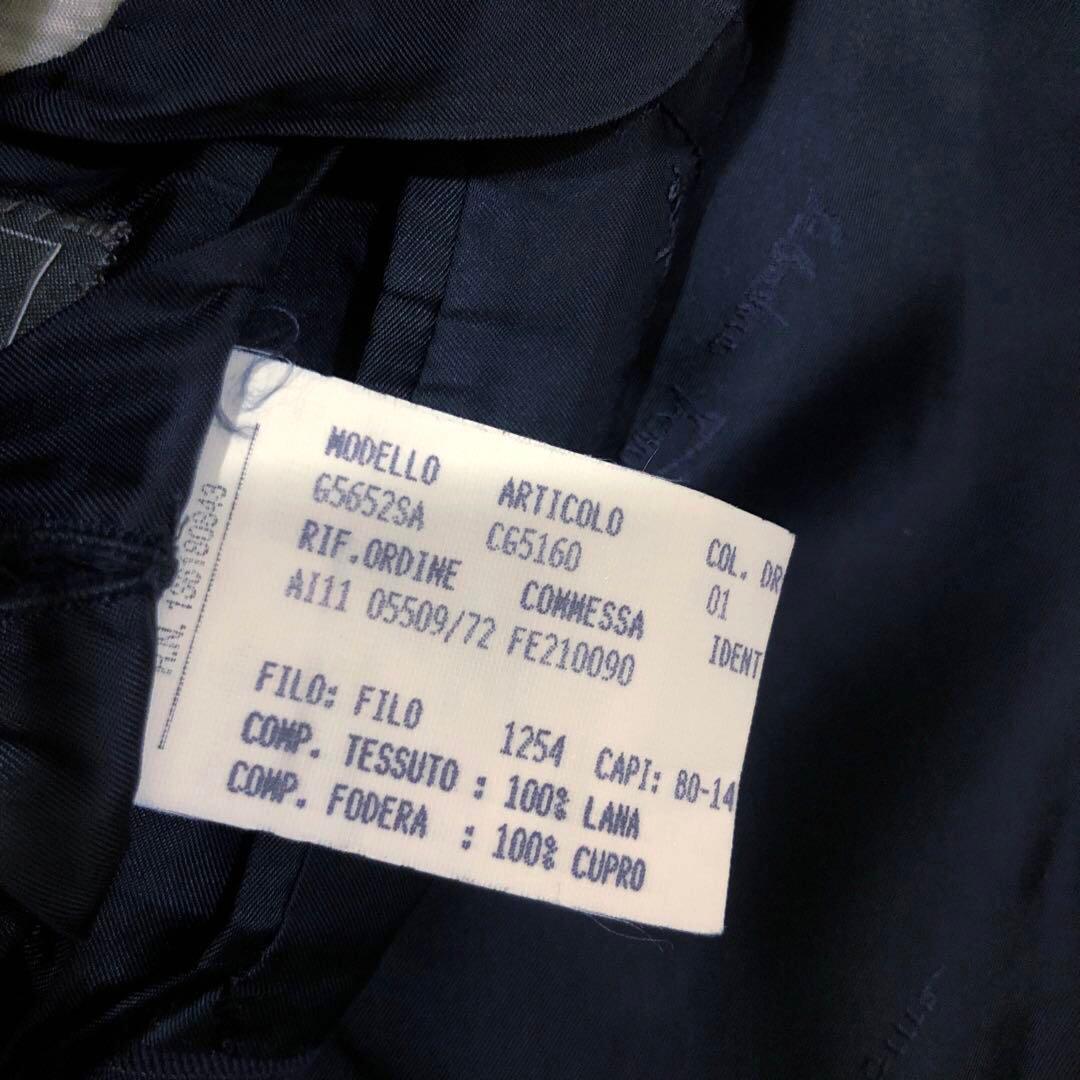 MODELLO ARTICOLO COL. DR
G5652SA CG5160 01
RIF.ORDINE COMMESSA IDENT
AI11 05509/72 FE210090
FILO: FILO 1254 CAPI: 80-14
COMP. TESSUTO : 100% LANA
COMP. FODERA : 100% CUPRO